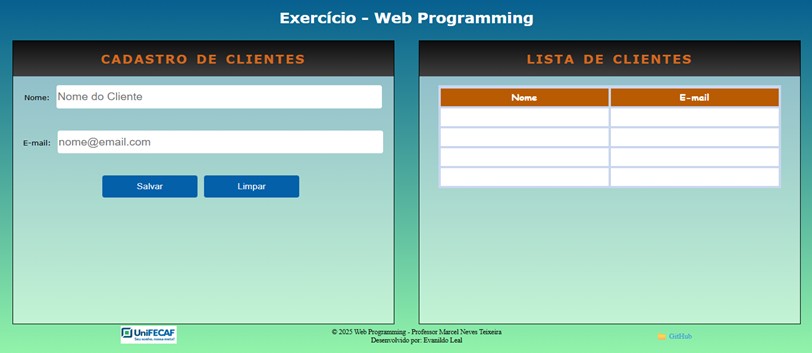 Exercício - Web Programming
CADASTRO DE CLIENTES
Nome:
Nome do Cliente
E-mail:
nome@email.com
Salvar
Limpar
LISTA DE CLIENTES
Nome
E-mail
UniFECAF
© 2025 Web Programming - Professor Marcel Neves Teixeira
Desenvolvido por: Evanildo Leal
GitHub